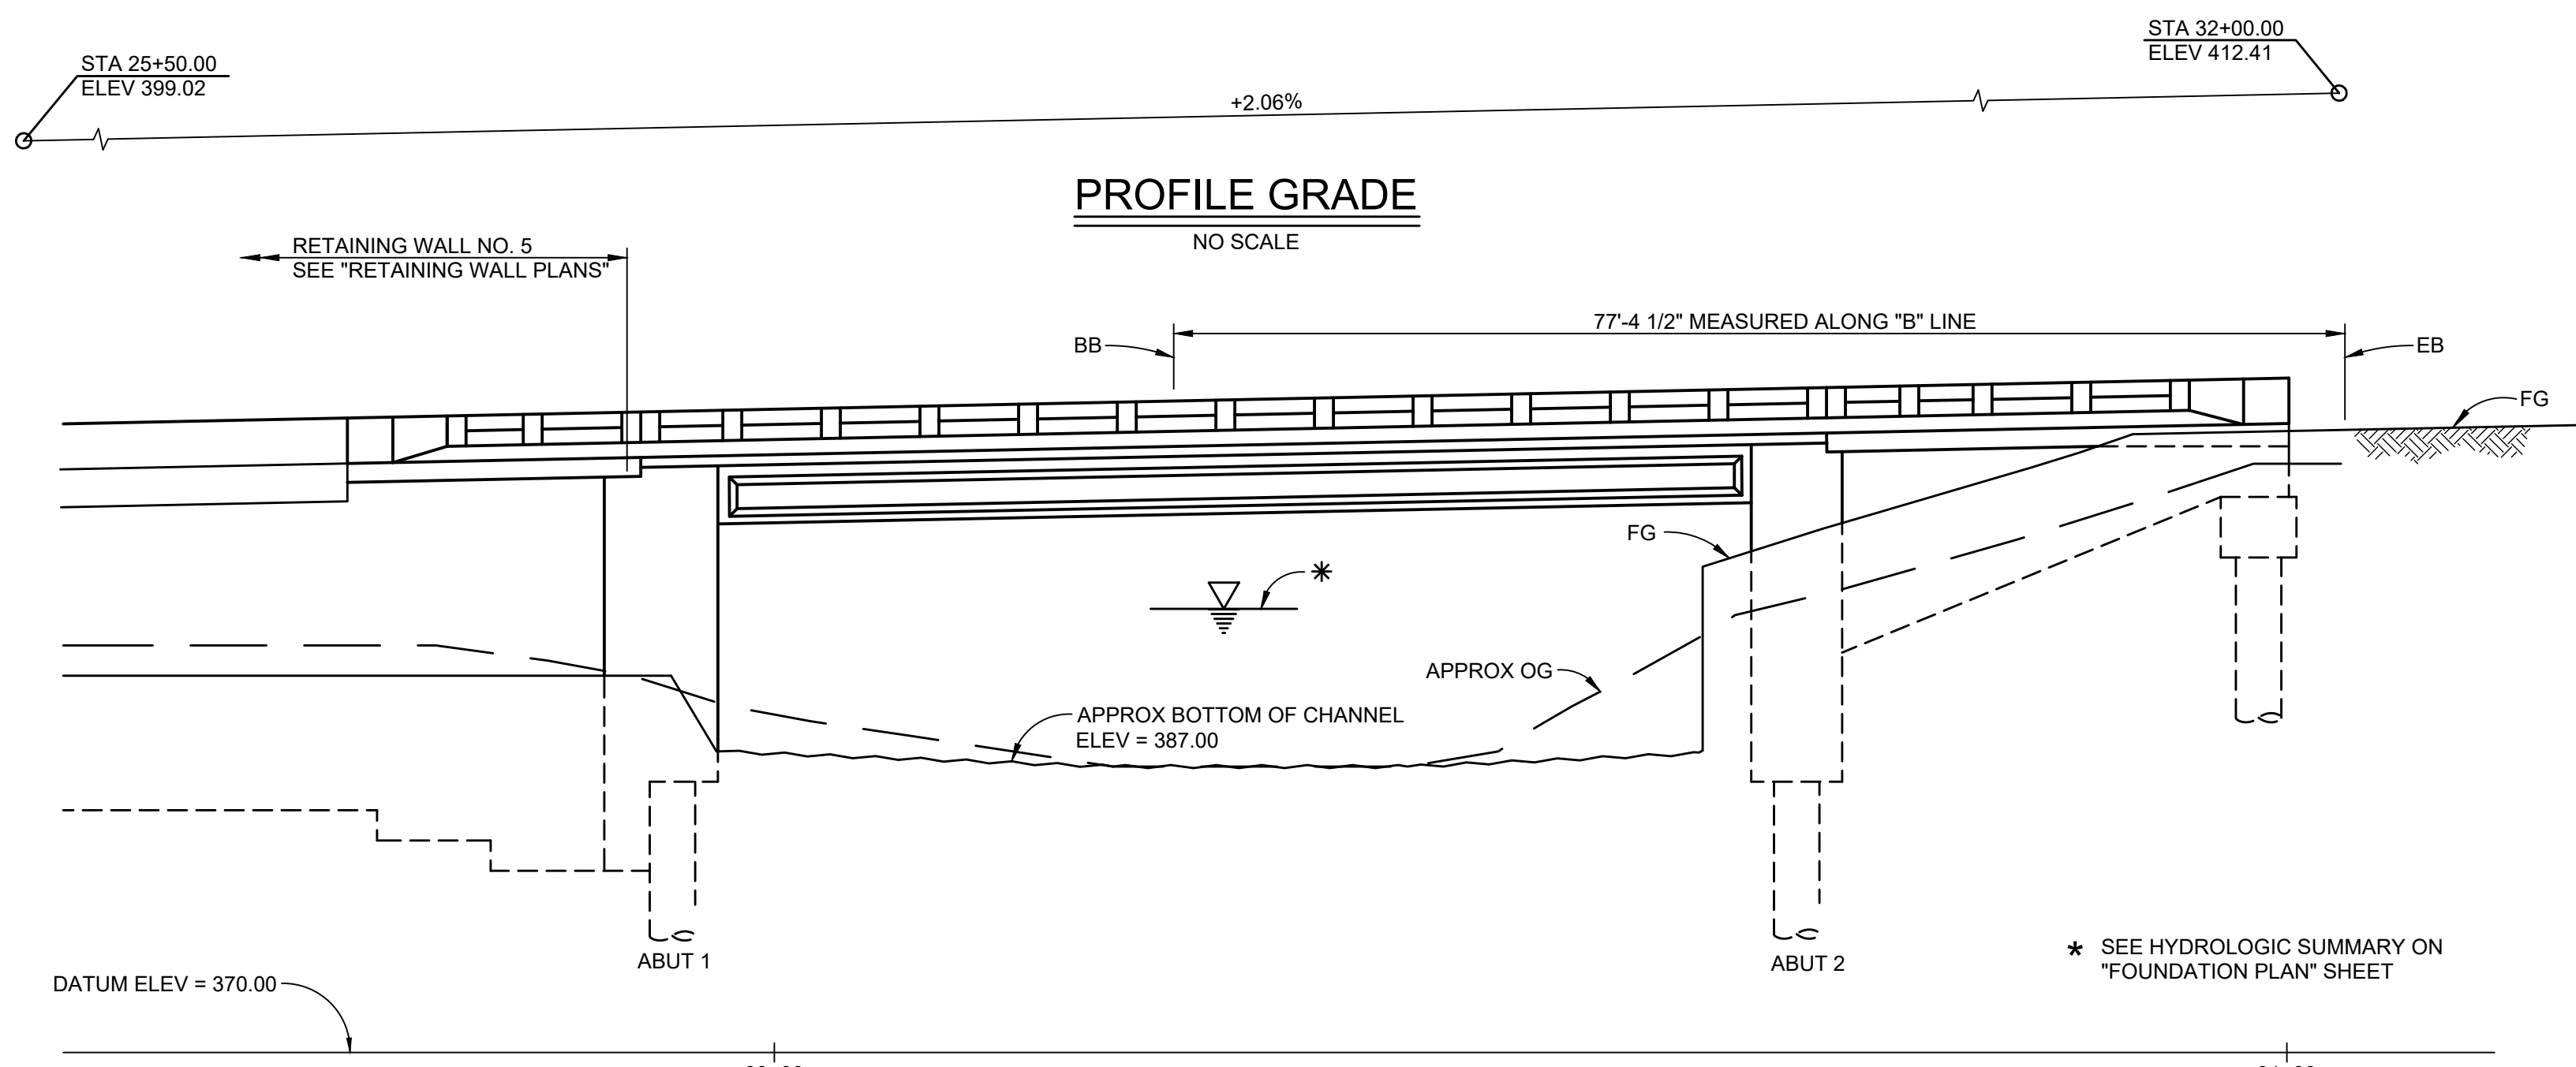 STA 25+50.00
ELEV 399.02
STA 32+00.00
ELEV 412.41
+2.06%
PROFILE GRADE
NO SCALE
RETAINING WALL NO. 5
SEE "RETAINING WALL PLANS"
77'-4 1/2" MEASURED ALONG "B" LINE
BB
EB
FG
FG
*
APPROX OG
APPROX BOTTOM OF CHANNEL
ELEV = 387.00
ABUT 1
ABUT 2
* SEE HYDROLOGIC SUMMARY ON
"FOUNDATION PLAN" SHEET
DATUM ELEV = 370.00